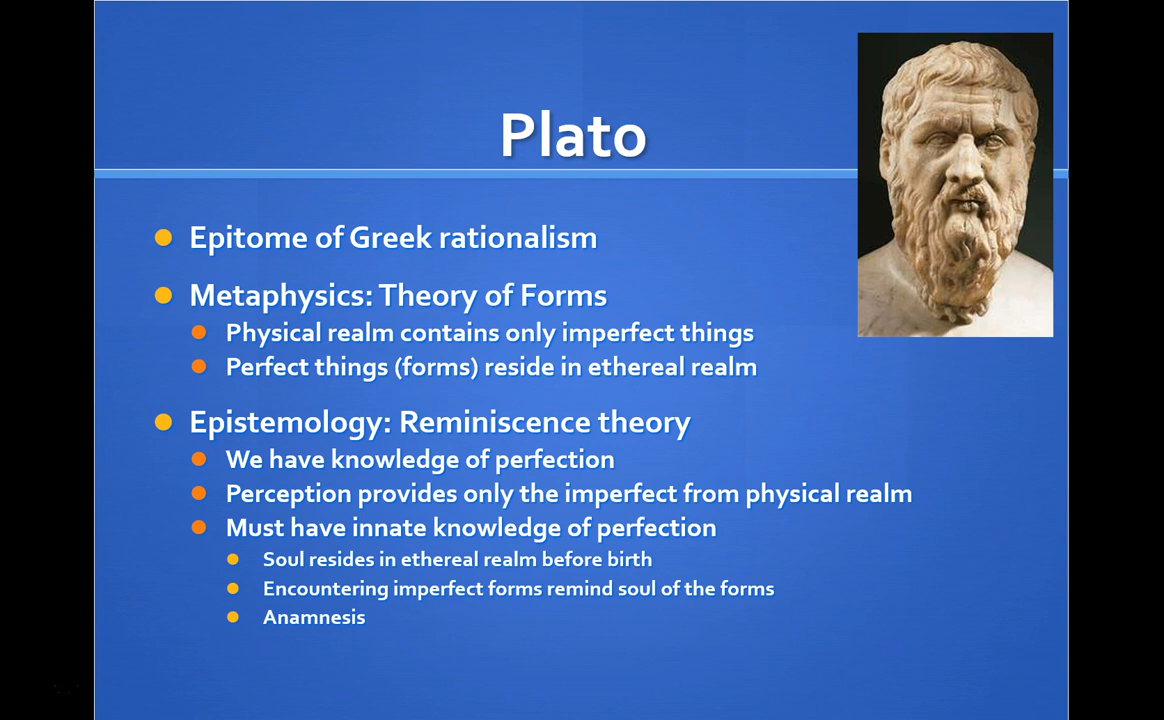 Plato
Epitome of Greek rationalism
Metaphysics: Theory of Forms
Physical realm contains only imperfect things
Perfect things (forms) reside in ethereal realm
Epistemology: Reminiscence theory
We have knowledge of perfection
Perception provides only the imperfect from physical realm
Must have innate knowledge of perfection
Soul resides in ethereal realm before birth
Encountering imperfect forms remind soul of the forms
Anamnesis